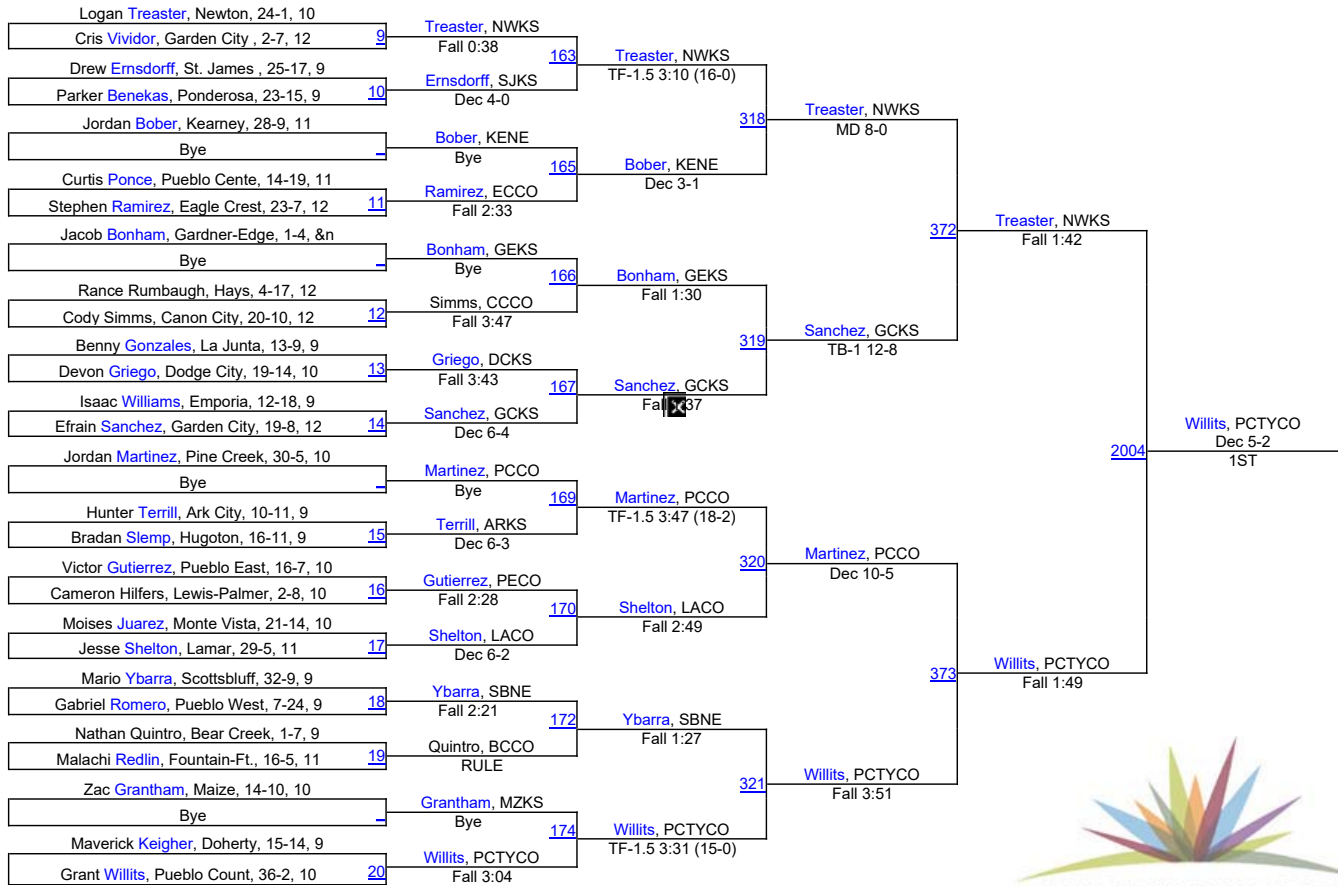 Logan Treaster, Newton, 24-1, 10
Cris Vividor, Garden City , 2-7, 12
9
Drew Ernsdorff, St. James , 25-17, 9
Parker Benekas, Ponderosa, 23-15, 9
10
Jordan Bober, Kearney, 28-9, 11
Bye
Curtis Ponce, Pueblo Cente, 14-19, 11
Stephen Ramirez, Eagle Crest, 23-7, 12
11
Jacob Bonham, Gardner-Edge, 1-4, &n
Bye
Rance Rumbaugh, Hays, 4-17, 12
Cody Simms, Canon City, 20-10, 12
12
Benny Gonzales, La Junta, 13-9, 9
Devon Griego, Dodge City, 19-14, 10
13
Isaac Williams, Emporia, 12-18, 9
Efrain Sanchez, Garden City, 19-8, 12
14
Jordan Martinez, Pine Creek, 30-5, 10
Bye
Hunter Terrill, Ark City, 10-11, 9
Bradan Slemp, Hugoton, 16-11, 9
15
Victor Gutierrez, Pueblo East, 16-7, 10
Cameron Hilfers, Lewis-Palmer, 2-8, 10
16
Moises Juarez, Monte Vista, 21-14, 10
Jesse Shelton, Lamar, 29-5, 11
17
Mario Ybarra, Scottsbluff, 32-9, 9
Gabriel Romero, Pueblo West, 7-24, 9
18
Nathan Quintro, Bear Creek, 1-7, 9
Malachi Redlin, Fountain-Ft., 16-5, 11
19
Zac Grantham, Maize, 14-10, 10
Bye
Maverick Keigher, Doherty, 15-14, 9
Grant Willits, Pueblo Count, 36-2, 10
20
Treaster, NWKS
Fall 0:38
163
Ernsdorff, SJKS
Dec 4-0
Bober, KENE
Bye
165
Ramirez, ECCO
Fall 2:33
Bonham, GEKS
Bye
166
Simms, CCCO
Fall 3:47
Griego, DCKS
Fall 3:43
167
Sanchez, GCKS
Dec 6-4
Martinez, PCCO
Bye
169
Terrill, ARKS
Dec 6-3
Gutierrez, PECO
Fall 2:28
170
Shelton, LACO
Dec 6-2
Ybarra, SBNE
Fall 2:21
172
Quintro, BCCO
RULE
Grantham, MZKS
Bye
174
Willits, PCTYCO
Fall 3:04
Treaster, NWKS
TF-1.5 3:10 (16-0)
318
Bober, KENE
Dec 3-1
Bonham, GEKS
Fall 1:30
319
Sanchez, GCKS
Martinez, PCCO
TF-1.5 3:47 (18-2)
320
Shelton, LACO
Fall 2:49
Ybarra, SBNE
Fall 1:27
321
Willits, PCTYCO
TF-1.5 3:31 (15-0)
Treaster, NWKS
MD 8-0
372
Sanchez, GCKS
TB-1 12-8
Martinez, PCCO
Dec 10-5
373
Willits, PCTYCO
Fall 3:51
Treaster, NWKS
Fall 1:42
2004
Willits, PCTYCO
Fall 1:49
Willits, PCTYCO
Dec 5-2
1ST